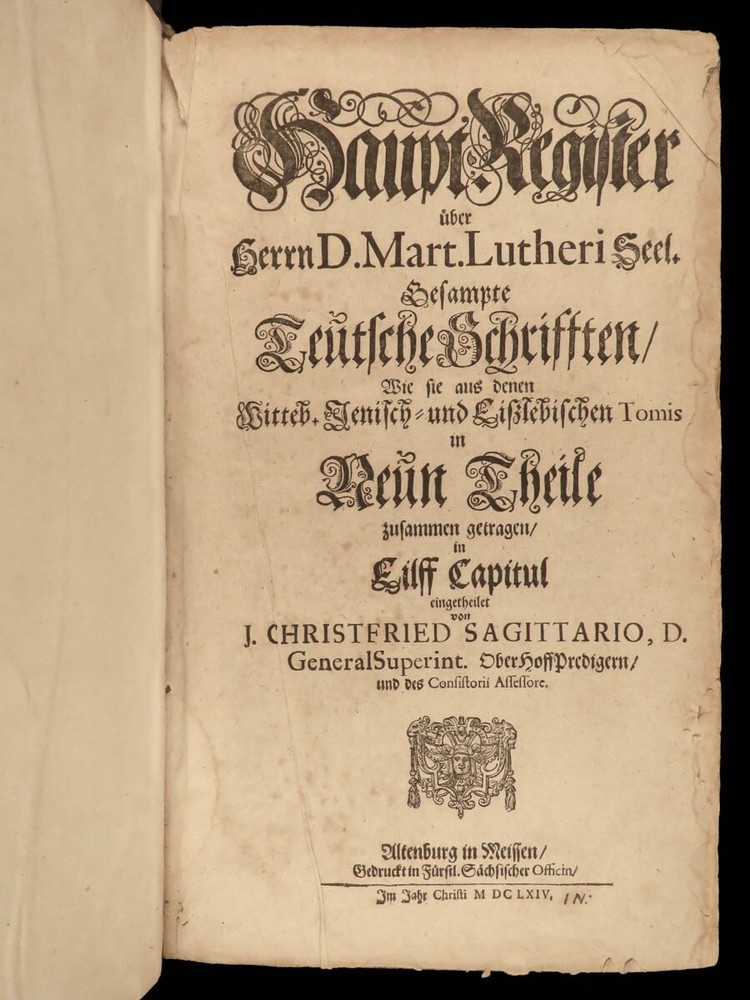 Haupt-Register
über
Herrn D. Mart. Lutheri Seel.
Gesampte
Teütsche Schrifften/
Wie sie aus denen
Witteb. Jenisch- und Eißlebischen Tomis
in
Neün Theile
zusammen getragen/
in
Eilff Capitul
eingetheilet
von
J. CHRISTFRIED SAGITTARIO, D.
GeneralSuperint. OberHoffPredigern/
und des Consistorii Assessore.
Altenburg in Meissen/
Gedruckt in Fürstl. Sächsischer Officin/
Im Jahr Christi M DC LXIV.